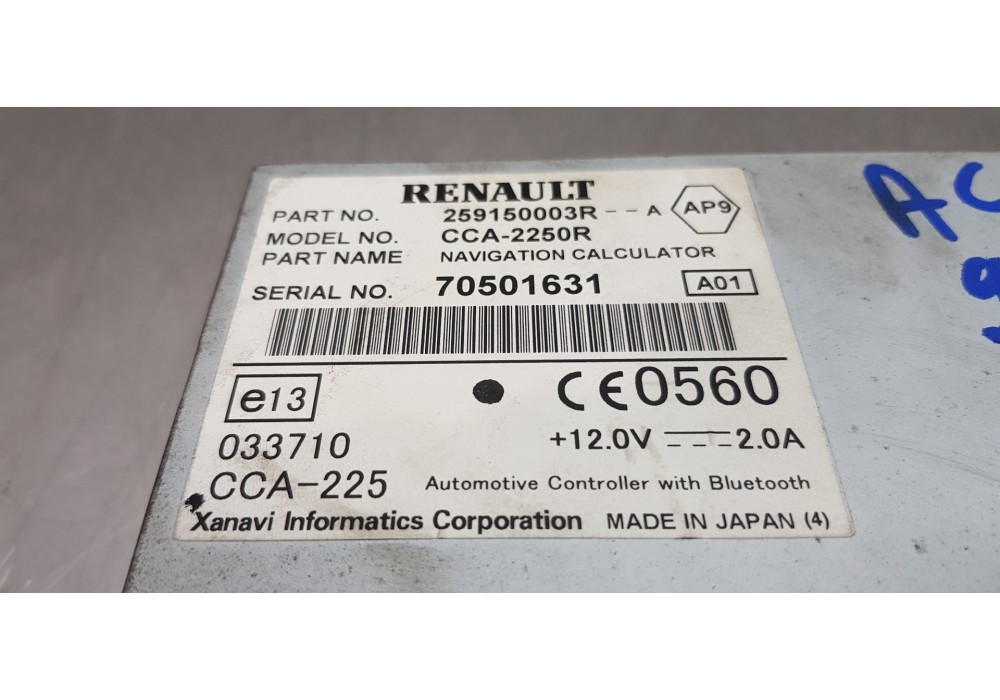 RENAULT
PART NO. 259150003R--A AP9
MODEL NO. CCA-2250R
PART NAME NAVIGATION CALCULATOR
SERIAL NO. 70501631 A01
e13 CE0560
033710 +12.0V 2.0A
CCA-225 Automotive Controller with Bluetooth
Xanavi Informatics Corporation MADE IN JAPAN (4)
AC